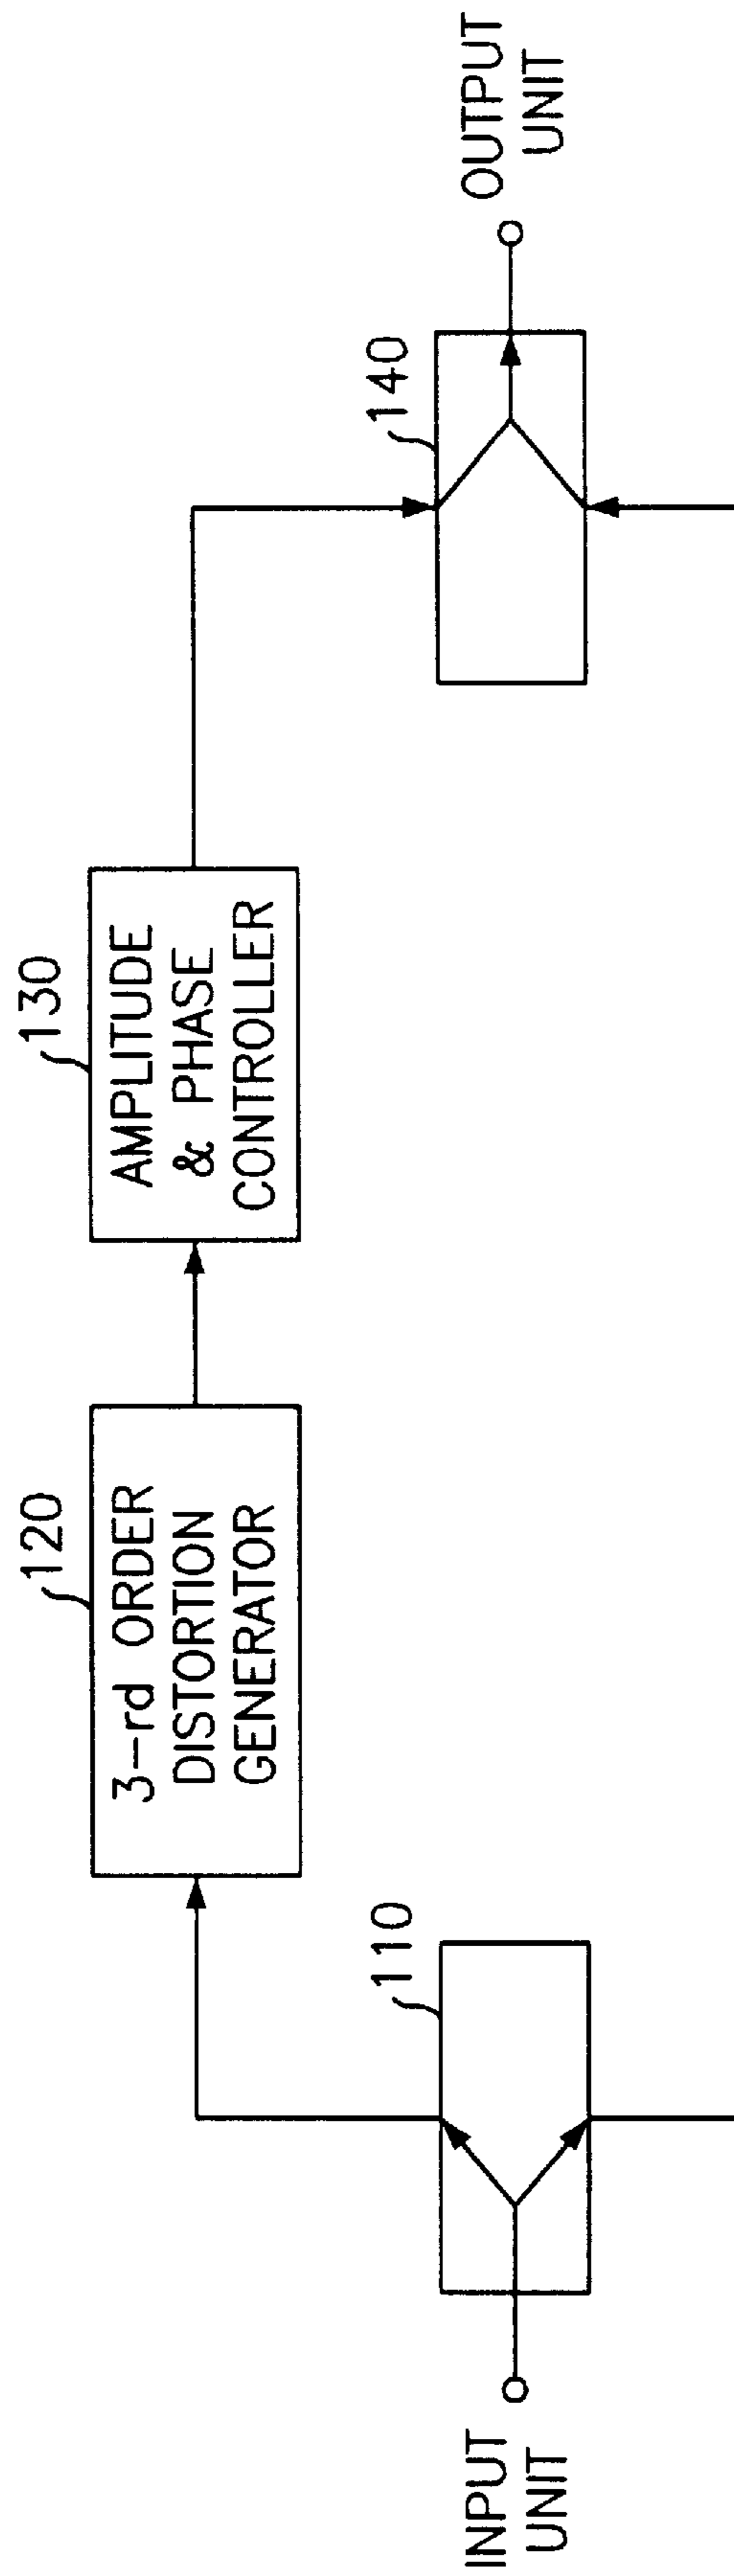 INPUT
UNIT
110
120
3-rd ORDER
DISTORTION
GENERATOR
130
AMPLITUDE
& PHASE
CONTROLLER
140
OUTPUT
UNIT